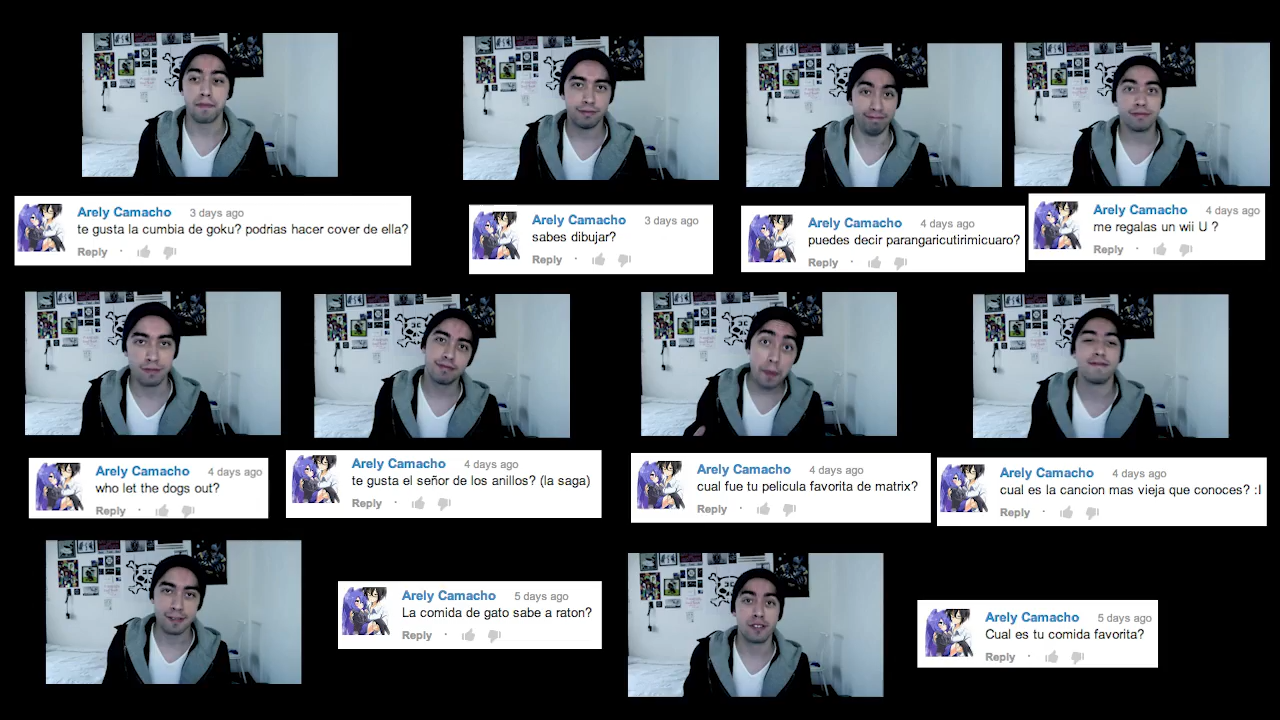 Arely Camacho 3 days ago
te gusta la cumbia de goku? podrias hacer cover de ella?
Reply ·
Arely Camacho 3 days ago
sabes dibujar?
Reply ·
Arely Camacho 4 days ago
puedes decir parangaricutirimicuaro?
Reply ·
Arely Camacho 4 days ago
me regalas un wii U ?
Reply ·
Arely Camacho 4 days ago
who let the dogs out?
Reply ·
Arely Camacho 4 days ago
te gusta el señor de los anillos? (la saga)
Reply ·
Arely Camacho 4 days ago
cual fue tu pelicula favorita de matrix?
Reply ·
Arely Camacho 4 days ago
cual es la cancion mas vieja que conoces? :l
Reply ·
Arely Camacho 5 days ago
La comida de gato sabe a raton?
Reply ·
Arely Camacho 5 days ago
Cual es tu comida favorita?
Reply ·